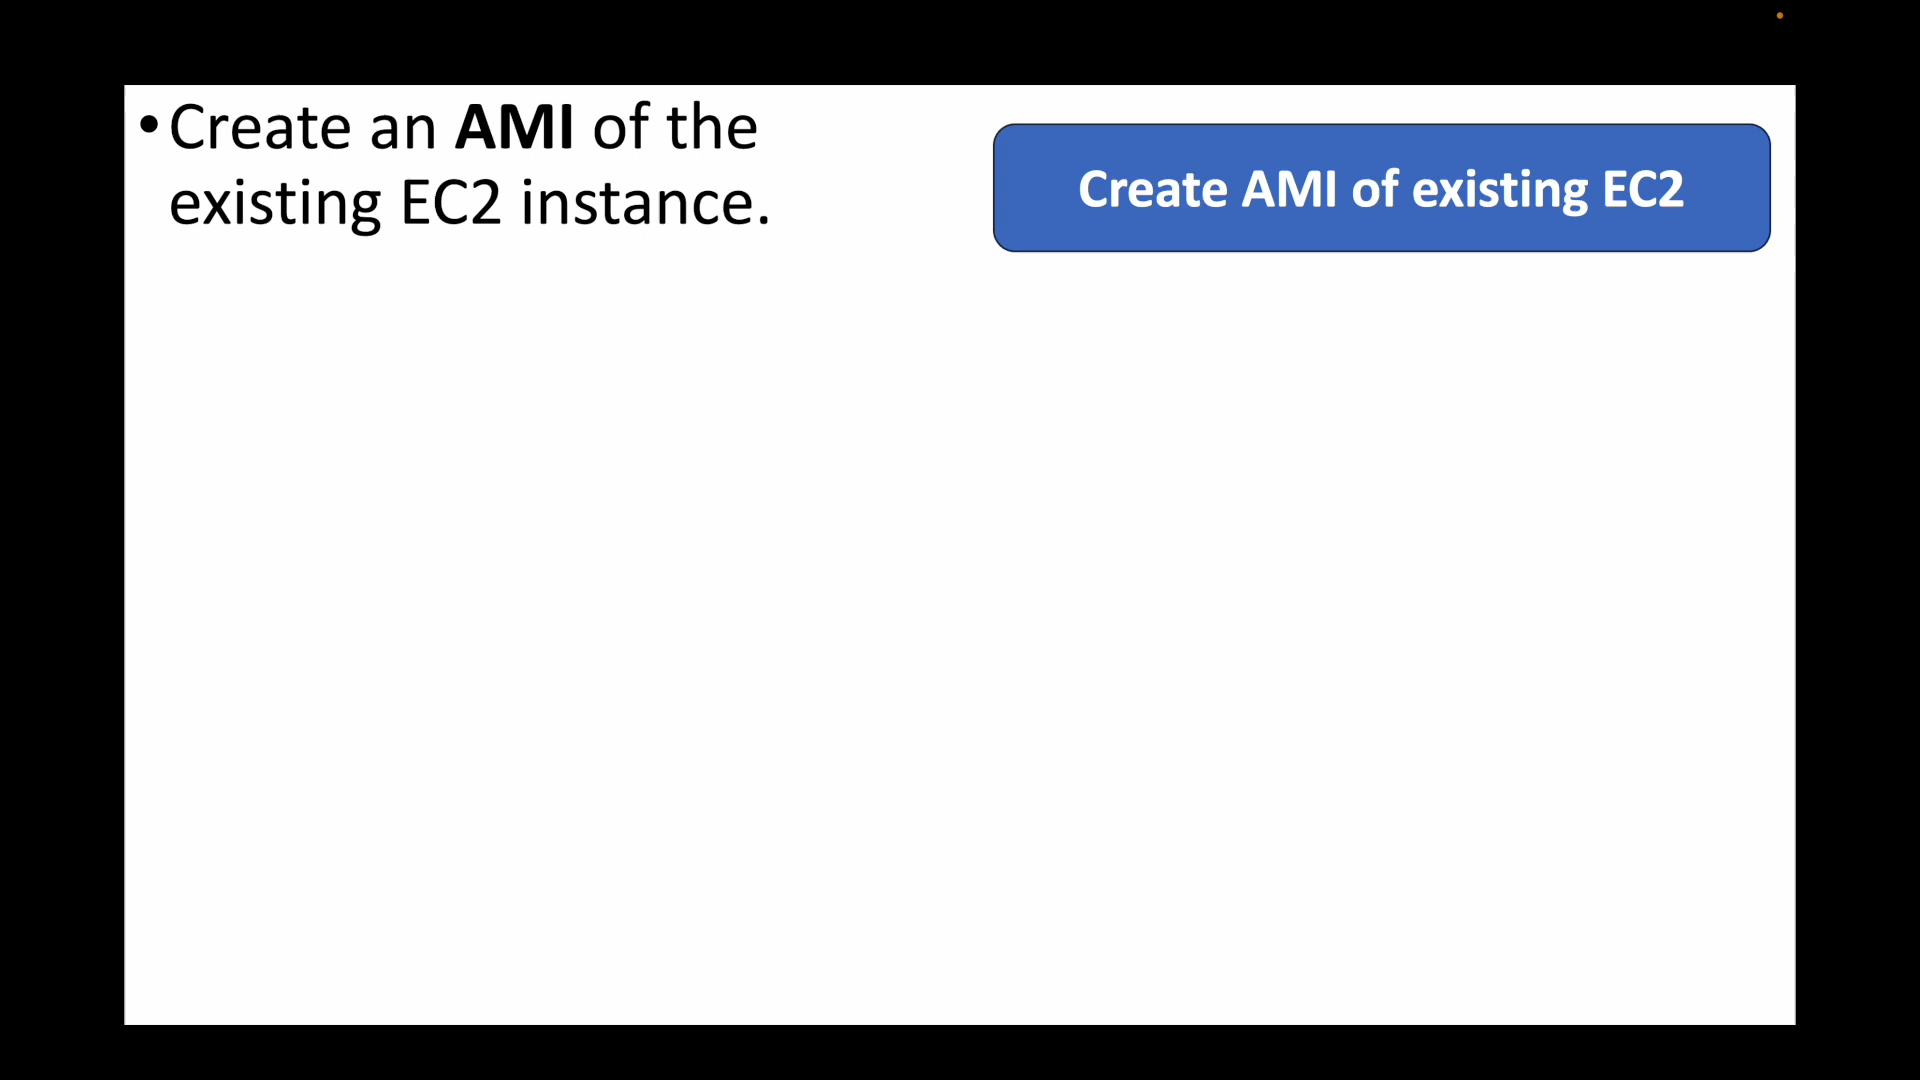 • Create an AMI of the
existing EC2 instance.
Create AMI of existing EC2